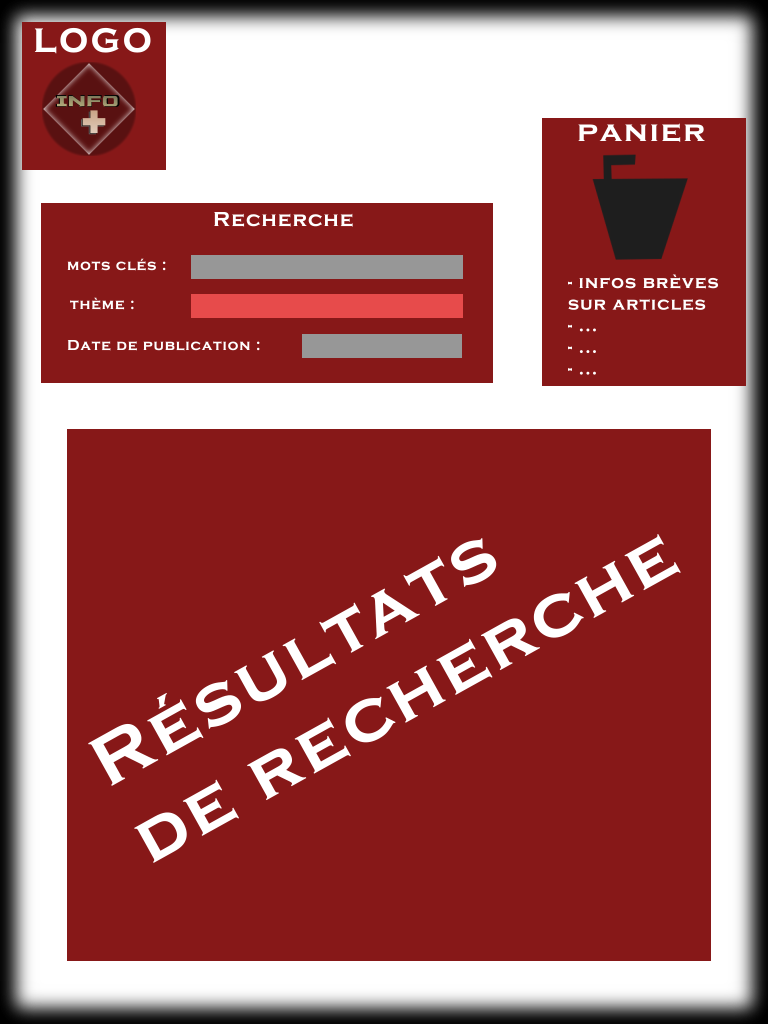 LOGO
INFO
PANIER
Recherche
mots clés :
thème :
Date de publication :
- infos brèves
sur articles
- ...
- ...
- ...
Résultats
de recherche